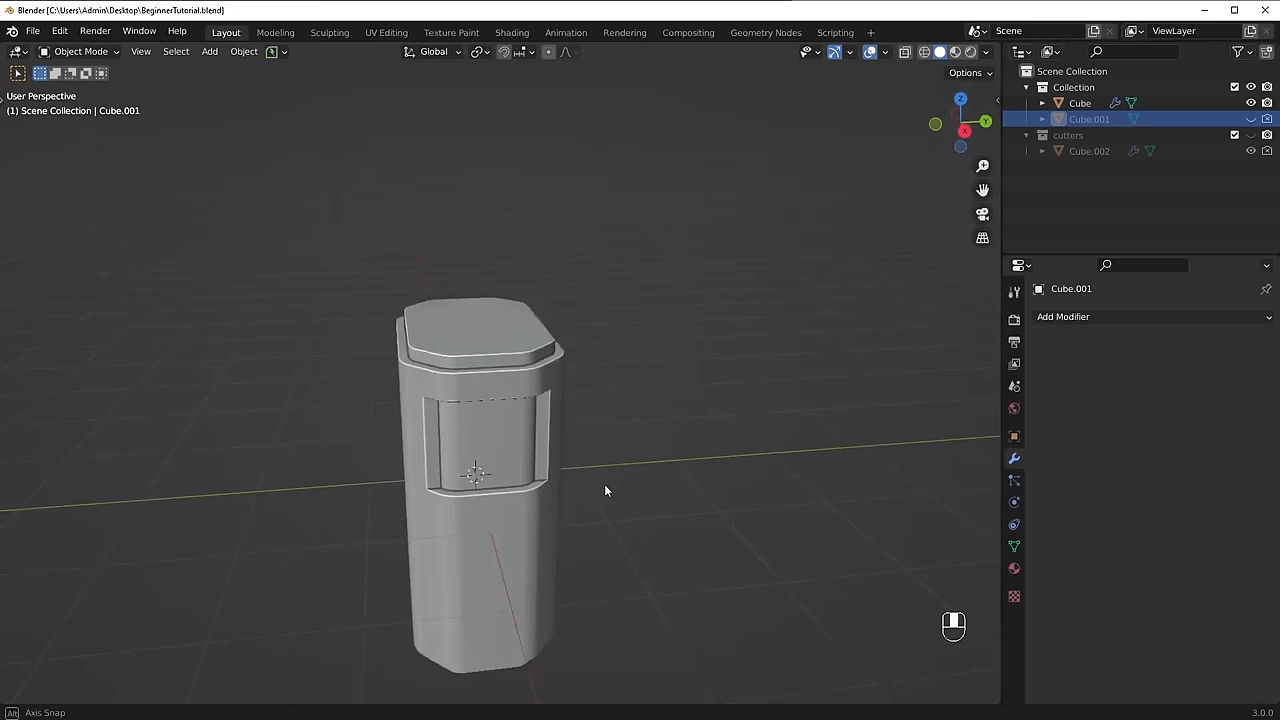 Blender [C:\Users\Admin\Desktop\BeginnerTutorial.blend]
File Edit Render Window Help Layout Modeling Sculpting UV Editing Texture Paint Shading Animation Rendering Compositing Geometry Nodes Scripting + Scene ViewLayer
Object Mode View Select Add Object Global
Options
User Perspective
(1) Scene Collection | Cube.001
Z
Y
X
Scene Collection
Collection
Cube
Cube.001
cutters
Cube.002
Cube.001
Add Modifier
Alt Axis Snap
3.0.0